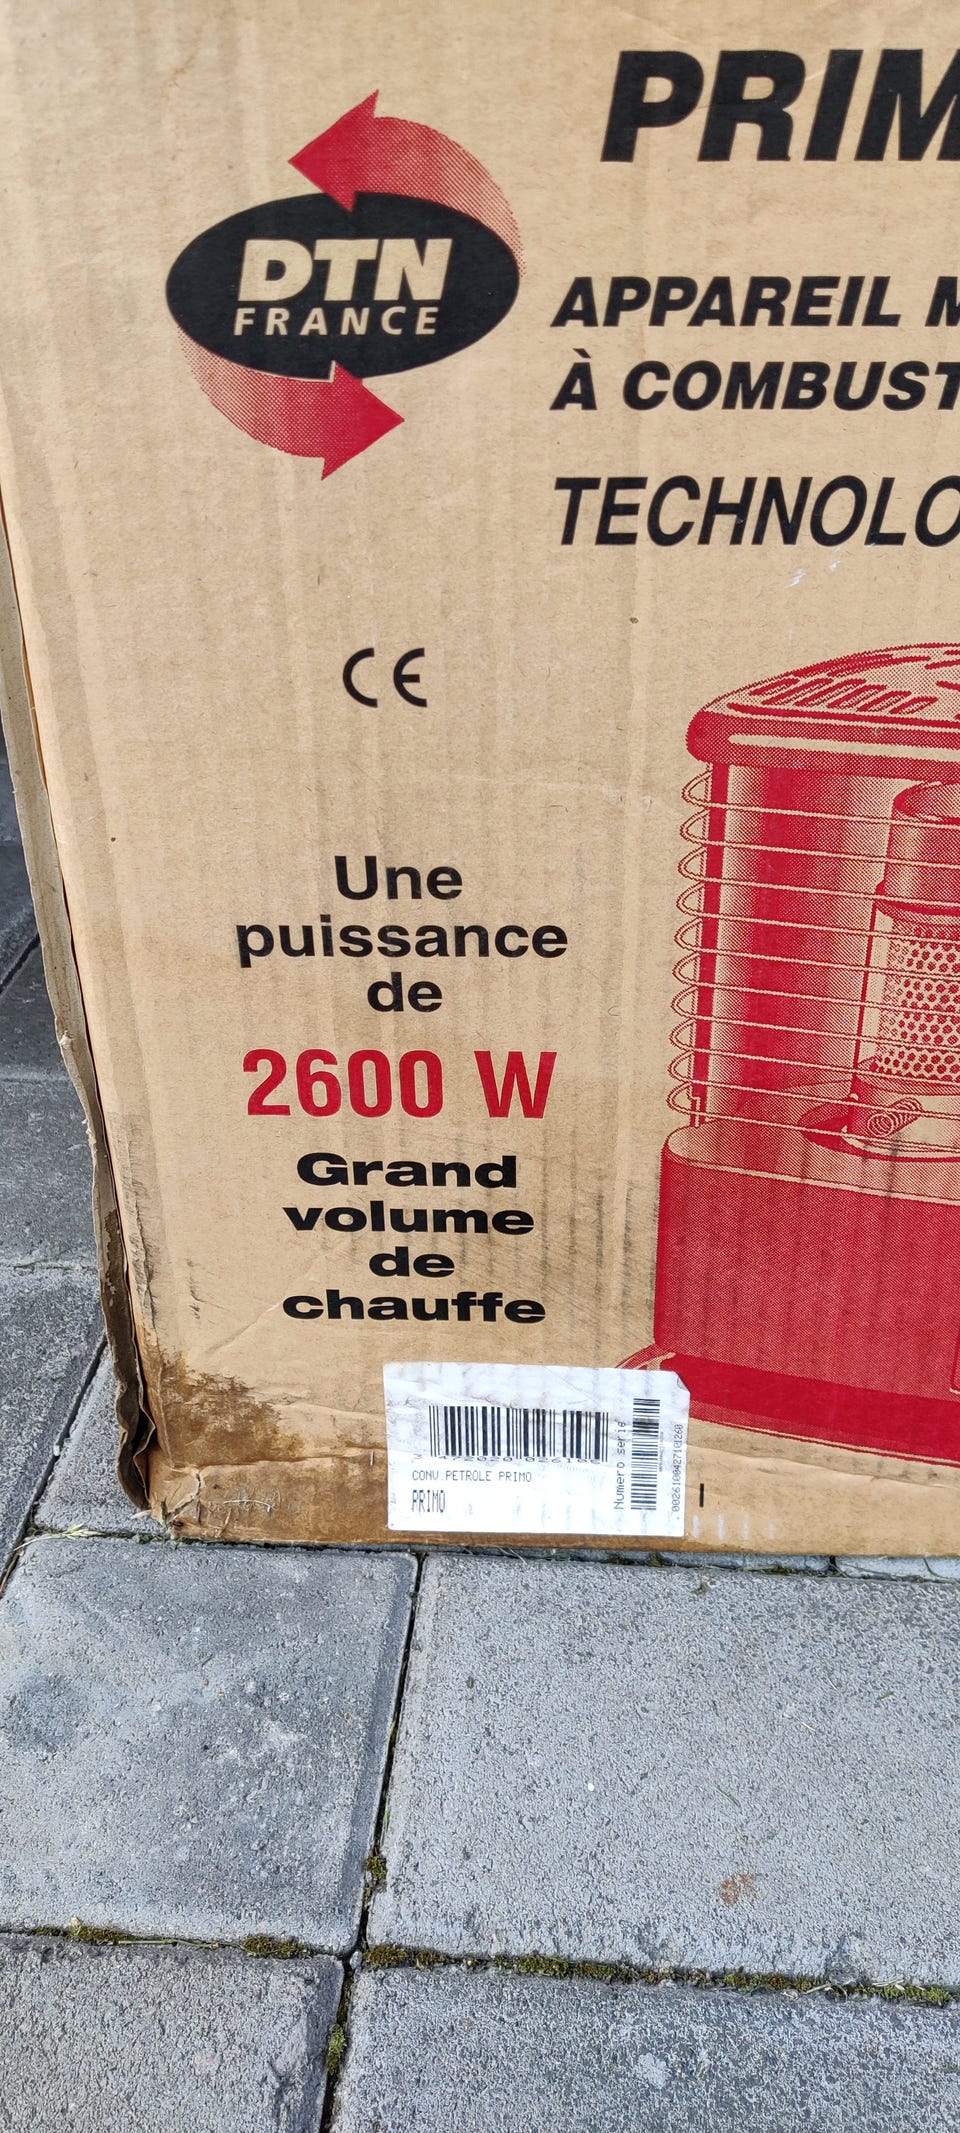 PRIM
DTN
FRANCE
APPAREIL M
À COMBUST
TECHNOLO
CE
Une
puissance
de
2600 W
Grand
volume
de
chauffe
CONV.PETROLE PRIMO
PRIMO
Numero serie